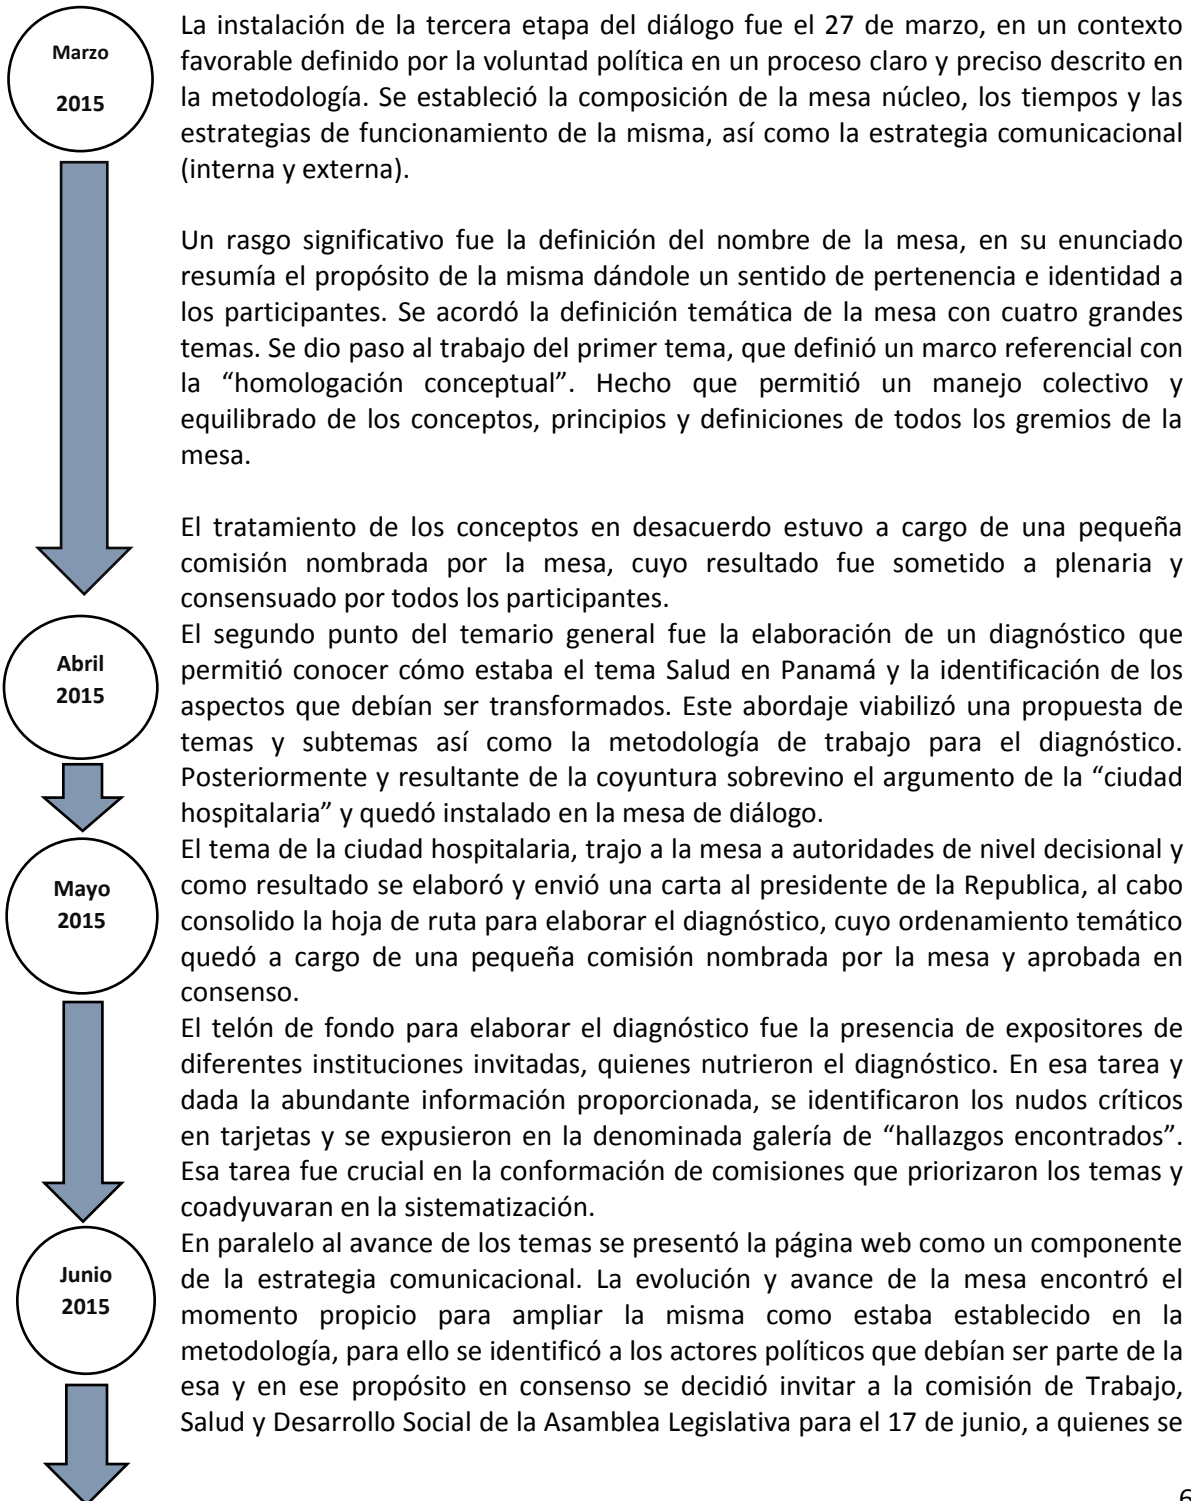 Marzo
2015
La instalación de la tercera etapa del diálogo fue el 27 de marzo, en un contexto
favorable definido por la voluntad política en un proceso claro y preciso descrito en
la metodología. Se estableció la composición de la mesa núcleo, los tiempos y las
estrategias de funcionamiento de la misma, así como la estrategia comunicacional
(interna y externa).
Un rasgo significativo fue la definición del nombre de la mesa, en su enunciado
resumía el propósito de la misma dándole un sentido de pertenencia e identidad a
los participantes. Se acordó la definición temática de la mesa con cuatro grandes
temas. Se dio paso al trabajo del primer tema, que definió un marco referencial con
la “homologación conceptual”. Hecho que permitió un manejo colectivo y
equilibrado de los conceptos, principios y definiciones de todos los gremios de la
mesa.
El tratamiento de los conceptos en desacuerdo estuvo a cargo de una pequeña
comisión nombrada por la mesa, cuyo resultado fue sometido a plenaria y
consensuado por todos los participantes.
Abril
2015
El segundo punto del temario general fue la elaboración de un diagnóstico que
permitió conocer cómo estaba el tema Salud en Panamá y la identificación de los
aspectos que debían ser transformados. Este abordaje viabilizó una propuesta de
temas y subtemas así como la metodología de trabajo para el diagnóstico.
Posteriormente y resultante de la coyuntura sobrevino el argumento de la “ciudad
hospitalaria” y quedó instalado en la mesa de diálogo.
Mayo
2015
El tema de la ciudad hospitalaria, trajo a la mesa a autoridades de nivel decisional y
como resultado se elaboró y envió una carta al presidente de la Republica, al cabo
consolido la hoja de ruta para elaborar el diagnóstico, cuyo ordenamiento temático
quedó a cargo de una pequeña comisión nombrada por la mesa y aprobada en
consenso.
El telón de fondo para elaborar el diagnóstico fue la presencia de expositores de
diferentes instituciones invitadas, quienes nutrieron el diagnóstico. En esa tarea y
dada la abundante información proporcionada, se identificaron los nudos críticos
en tarjetas y se expusieron en la denominada galería de “hallazgos encontrados”.
Esa tarea fue crucial en la conformación de comisiones que priorizaron los temas y
coadyuvaran en la sistematización.
Junio
2015
En paralelo al avance de los temas se presentó la página web como un componente
de la estrategia comunicacional. La evolución y avance de la mesa encontró el
momento propicio para ampliar la misma como estaba establecido en la
metodología, para ello se identificó a los actores políticos que debían ser parte de la
esa y en ese propósito en consenso se decidió invitar a la comisión de Trabajo,
Salud y Desarrollo Social de la Asamblea Legislativa para el 17 de junio, a quienes se
6